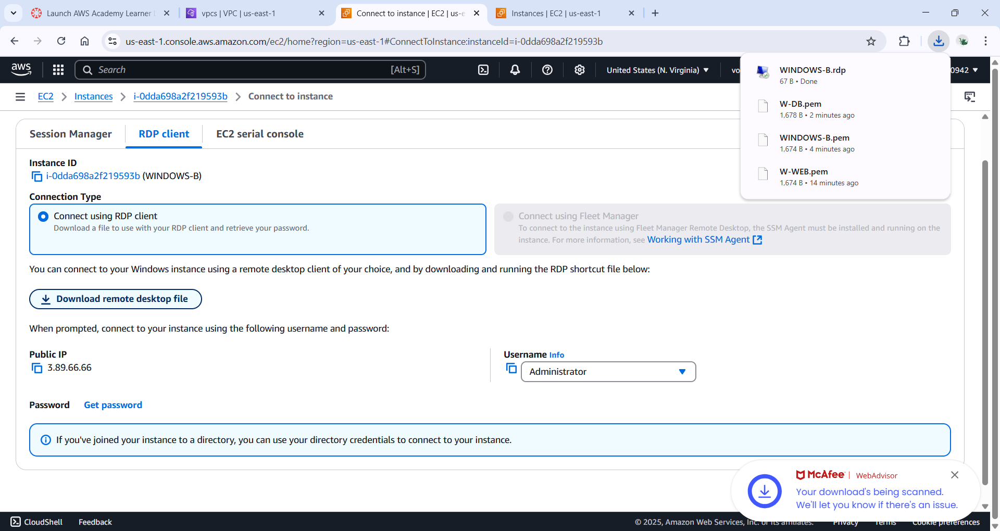 Launch AWS Academy Learner
vpcs | VPC | us-east-1
Connect to instance | EC2 | us-e
Instances | EC2 | us-east-1
us-east-1.console.aws.amazon.com/ec2/home?region=us-east-1#ConnectToInstance:instanceId=i-0dda698a2f219593b
aws
Search
[Alt+S]
United States (N. Virginia)
vo
0942
WINDOWS-B.rdp
67 B • Done
W-DB.pem
1,678 B • 2 minutes ago
WINDOWS-B.pem
1,674 B • 4 minutes ago
W-WEB.pem
1,674 B • 14 minutes ago
EC2
Instances
i-0dda698a2f219593b
Connect to instance
Session Manager
RDP client
EC2 serial console
Instance ID
i-0dda698a2f219593b (WINDOWS-B)
Connection Type
Connect using RDP client
Download a file to use with your RDP client and retrieve your password.
Connect using Fleet Manager
To connect to the instance using Fleet Manager Remote Desktop, the SSM Agent must be installed and running on the
instance. For more information, see Working with SSM Agent
You can connect to your Windows instance using a remote desktop client of your choice, and by downloading and running the RDP shortcut file below:
Download remote desktop file
When prompted, connect to your instance using the following username and password:
Public IP
3.89.66.66
Username Info
Administrator
Password
Get password
If you've joined your instance to a directory, you can use your directory credentials to connect to your instance.
McAfee | WebAdvisor
Your download's being scanned.
We'll let you know if there's an issue.
CloudShell
Feedback
© 2025, Amazon Web Services, Inc. or its affiliates.
Privacy
Terms
Cookie preferences